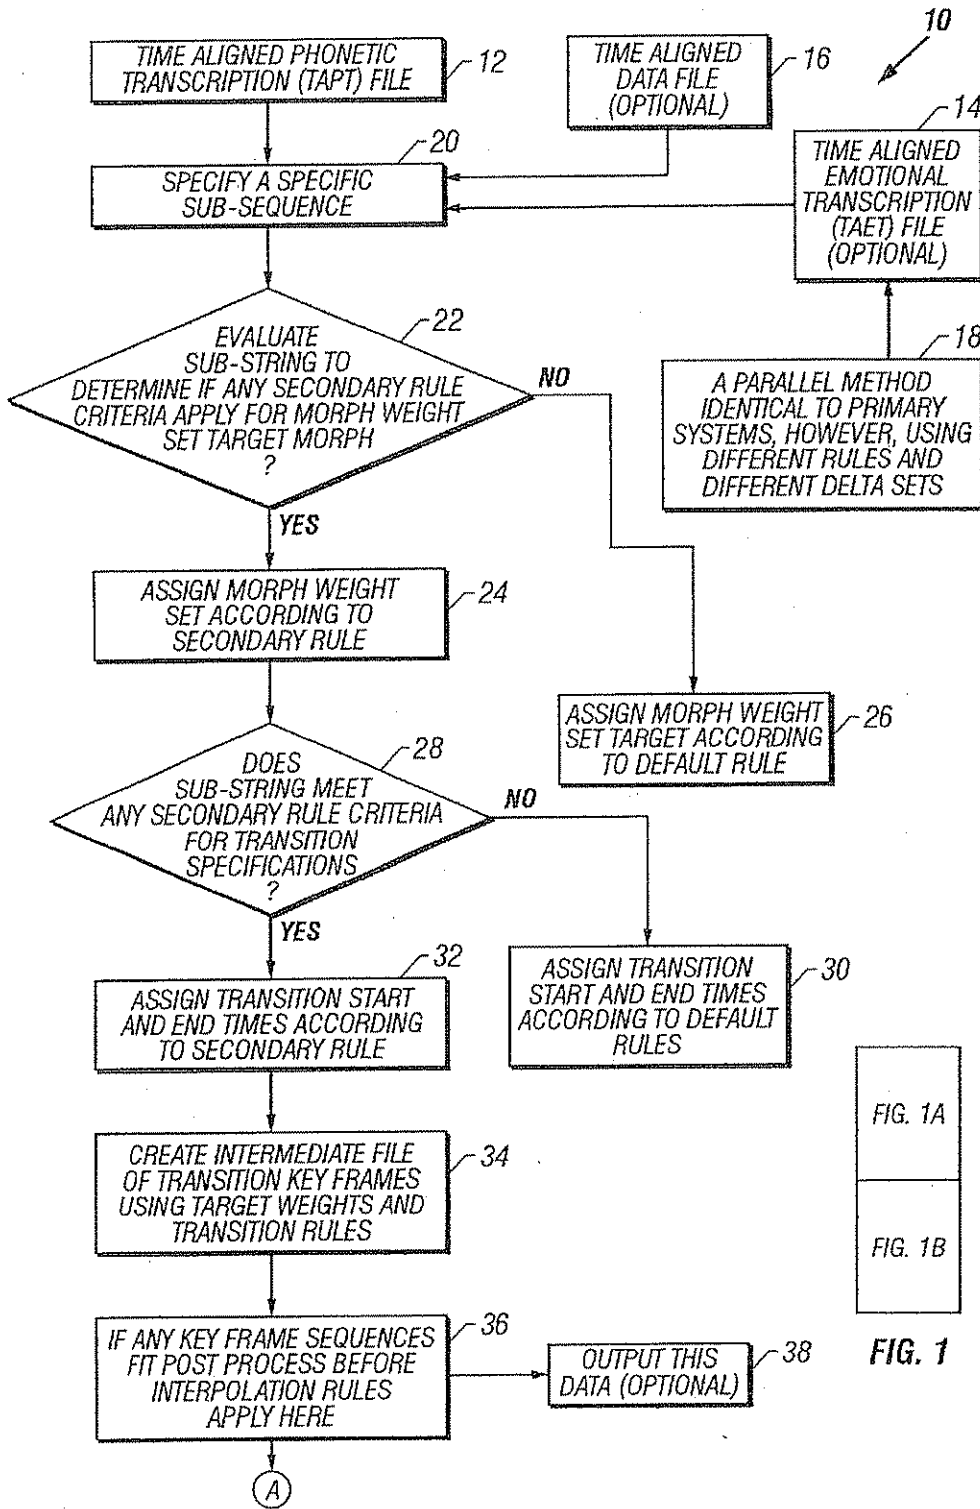 10
TIME ALIGNED PHONETIC
TRANSCRIPTION (TAPT) FILE
12
TIME ALIGNED
DATA FILE
(OPTIONAL)
16
14
TIME ALIGNED
EMOTIONAL
TRANSCRIPTION
(TAET) FILE
(OPTIONAL)
20
SPECIFY A SPECIFIC
SUB-SEQUENCE
22
EVALUATE
SUB-STRING TO
DETERMINE IF ANY SECONDARY RULE
CRITERIA APPLY FOR MORPH WEIGHT
SET TARGET MORPH
?
NO
YES
18
A PARALLEL METHOD
IDENTICAL TO PRIMARY
SYSTEMS, HOWEVER, USING
DIFFERENT RULES AND
DIFFERENT DELTA SETS
ASSIGN MORPH WEIGHT
SET ACCORDING TO
SECONDARY RULE
24
ASSIGN MORPH WEIGHT
SET TARGET ACCORDING
TO DEFAULT RULE
26
28
DOES
SUB-STRING MEET
ANY SECONDARY RULE CRITERIA
FOR TRANSITION
SPECIFICATIONS
?
NO
YES
32
ASSIGN TRANSITION START
AND END TIMES ACCORDING
TO SECONDARY RULE
ASSIGN TRANSITION
START AND END TIMES
ACCORDING TO DEFAULT
RULES
30
CREATE INTERMEDIATE FILE
OF TRANSITION KEY FRAMES
USING TARGET WEIGHTS AND
TRANSITION RULES
34
IF ANY KEY FRAME SEQUENCES
FIT POST PROCESS BEFORE
INTERPOLATION RULES
APPLY HERE
36
OUTPUT THIS
DATA (OPTIONAL)
38
A
FIG. 1A
FIG. 1B
FIG. 1